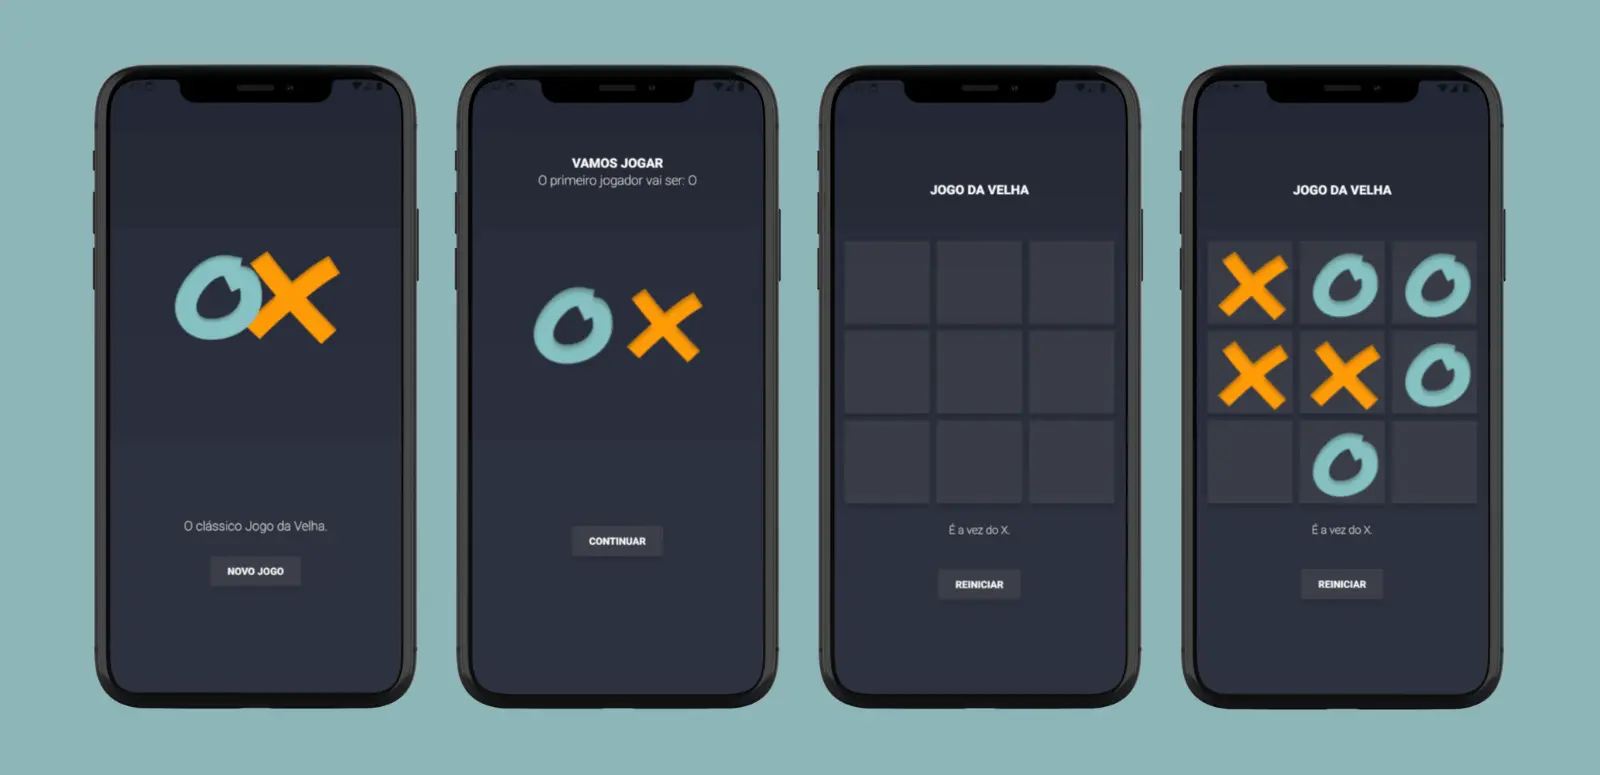 O clássico Jogo da Velha.
NOVO JOGO
VAMOS JOGAR
O primeiro jogador vai ser: O
CONTINUAR
JOGO DA VELHA
É a vez do X.
REINICIAR
JOGO DA VELHA
X O O
X X O
O
É a vez do X.
REINICIAR